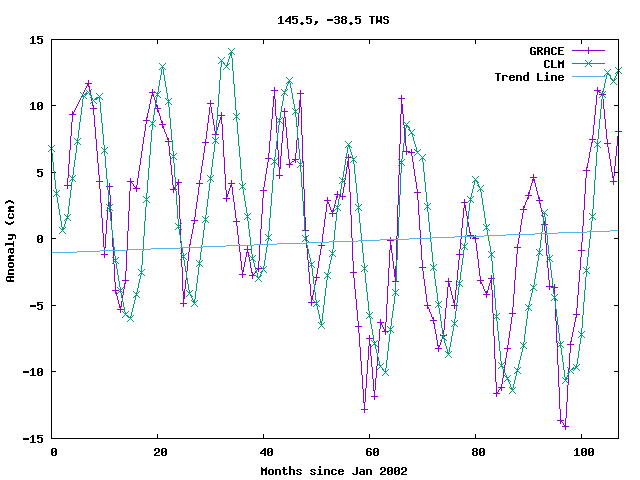 145.5, -38.5 TWS
GRACE
CLM
Trend Line
15
10
5
0
-5
-10
-15
Anomaly (cm)
0 20 40 60 80 100
Months since Jan 2002